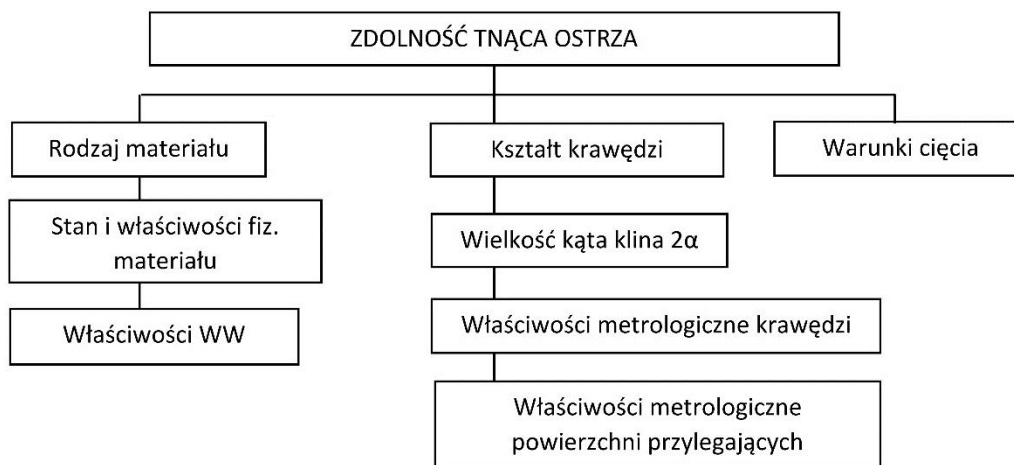 ZDOLNOŚĆ TNĄCA OSTRZA
Rodzaj materiału
Kształt krawędzi
Warunki cięcia
Stan i właściwości fiz.
materiału
Wielkość kąta klina 2α
Właściwości WW
Właściwości metrologiczne krawędzi
Właściwości metrologiczne
powierzchni przylegających